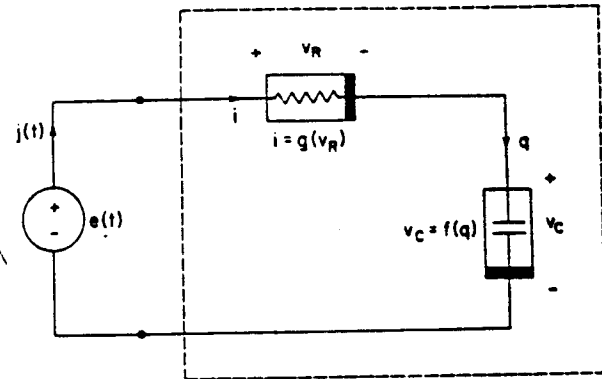 + v_R -
j(t)
i
i = g(v_R)
q
+
+
e(t)
v_C = f(q)
v_C
-
-